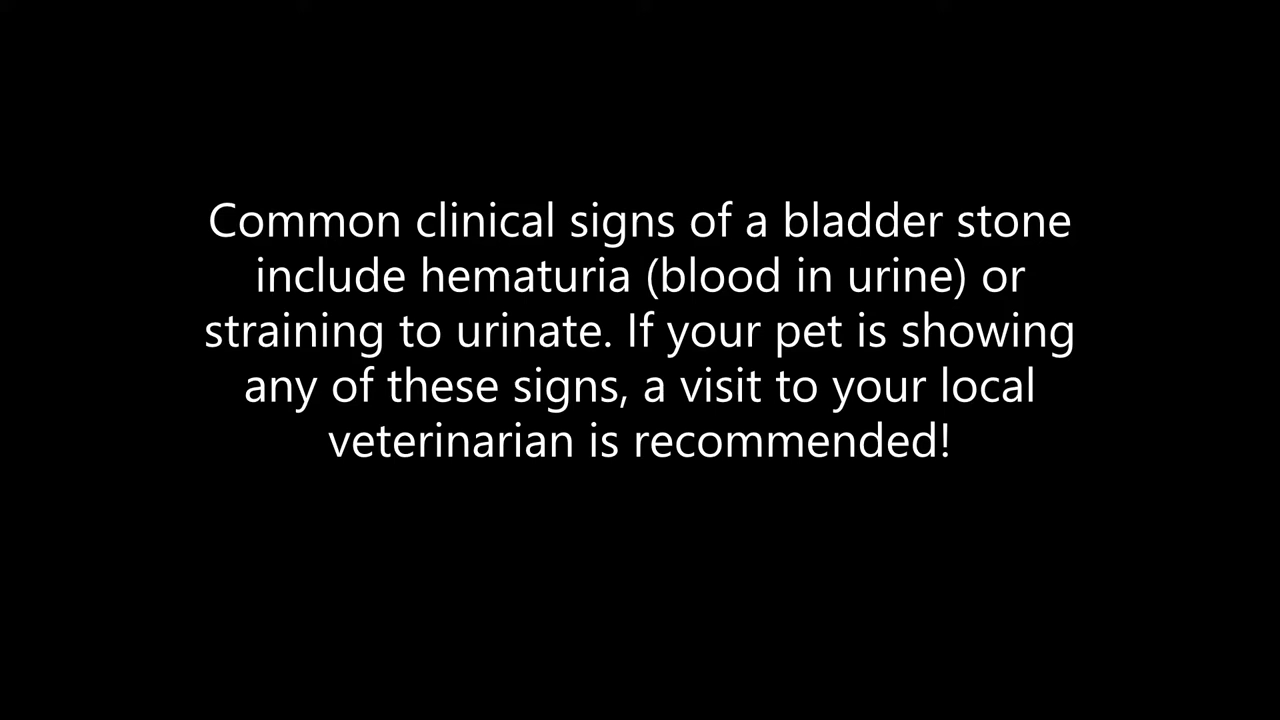 Common clinical signs of a bladder stone
include hematuria (blood in urine) or
straining to urinate. If your pet is showing
any of these signs, a visit to your local
veterinarian is recommended!